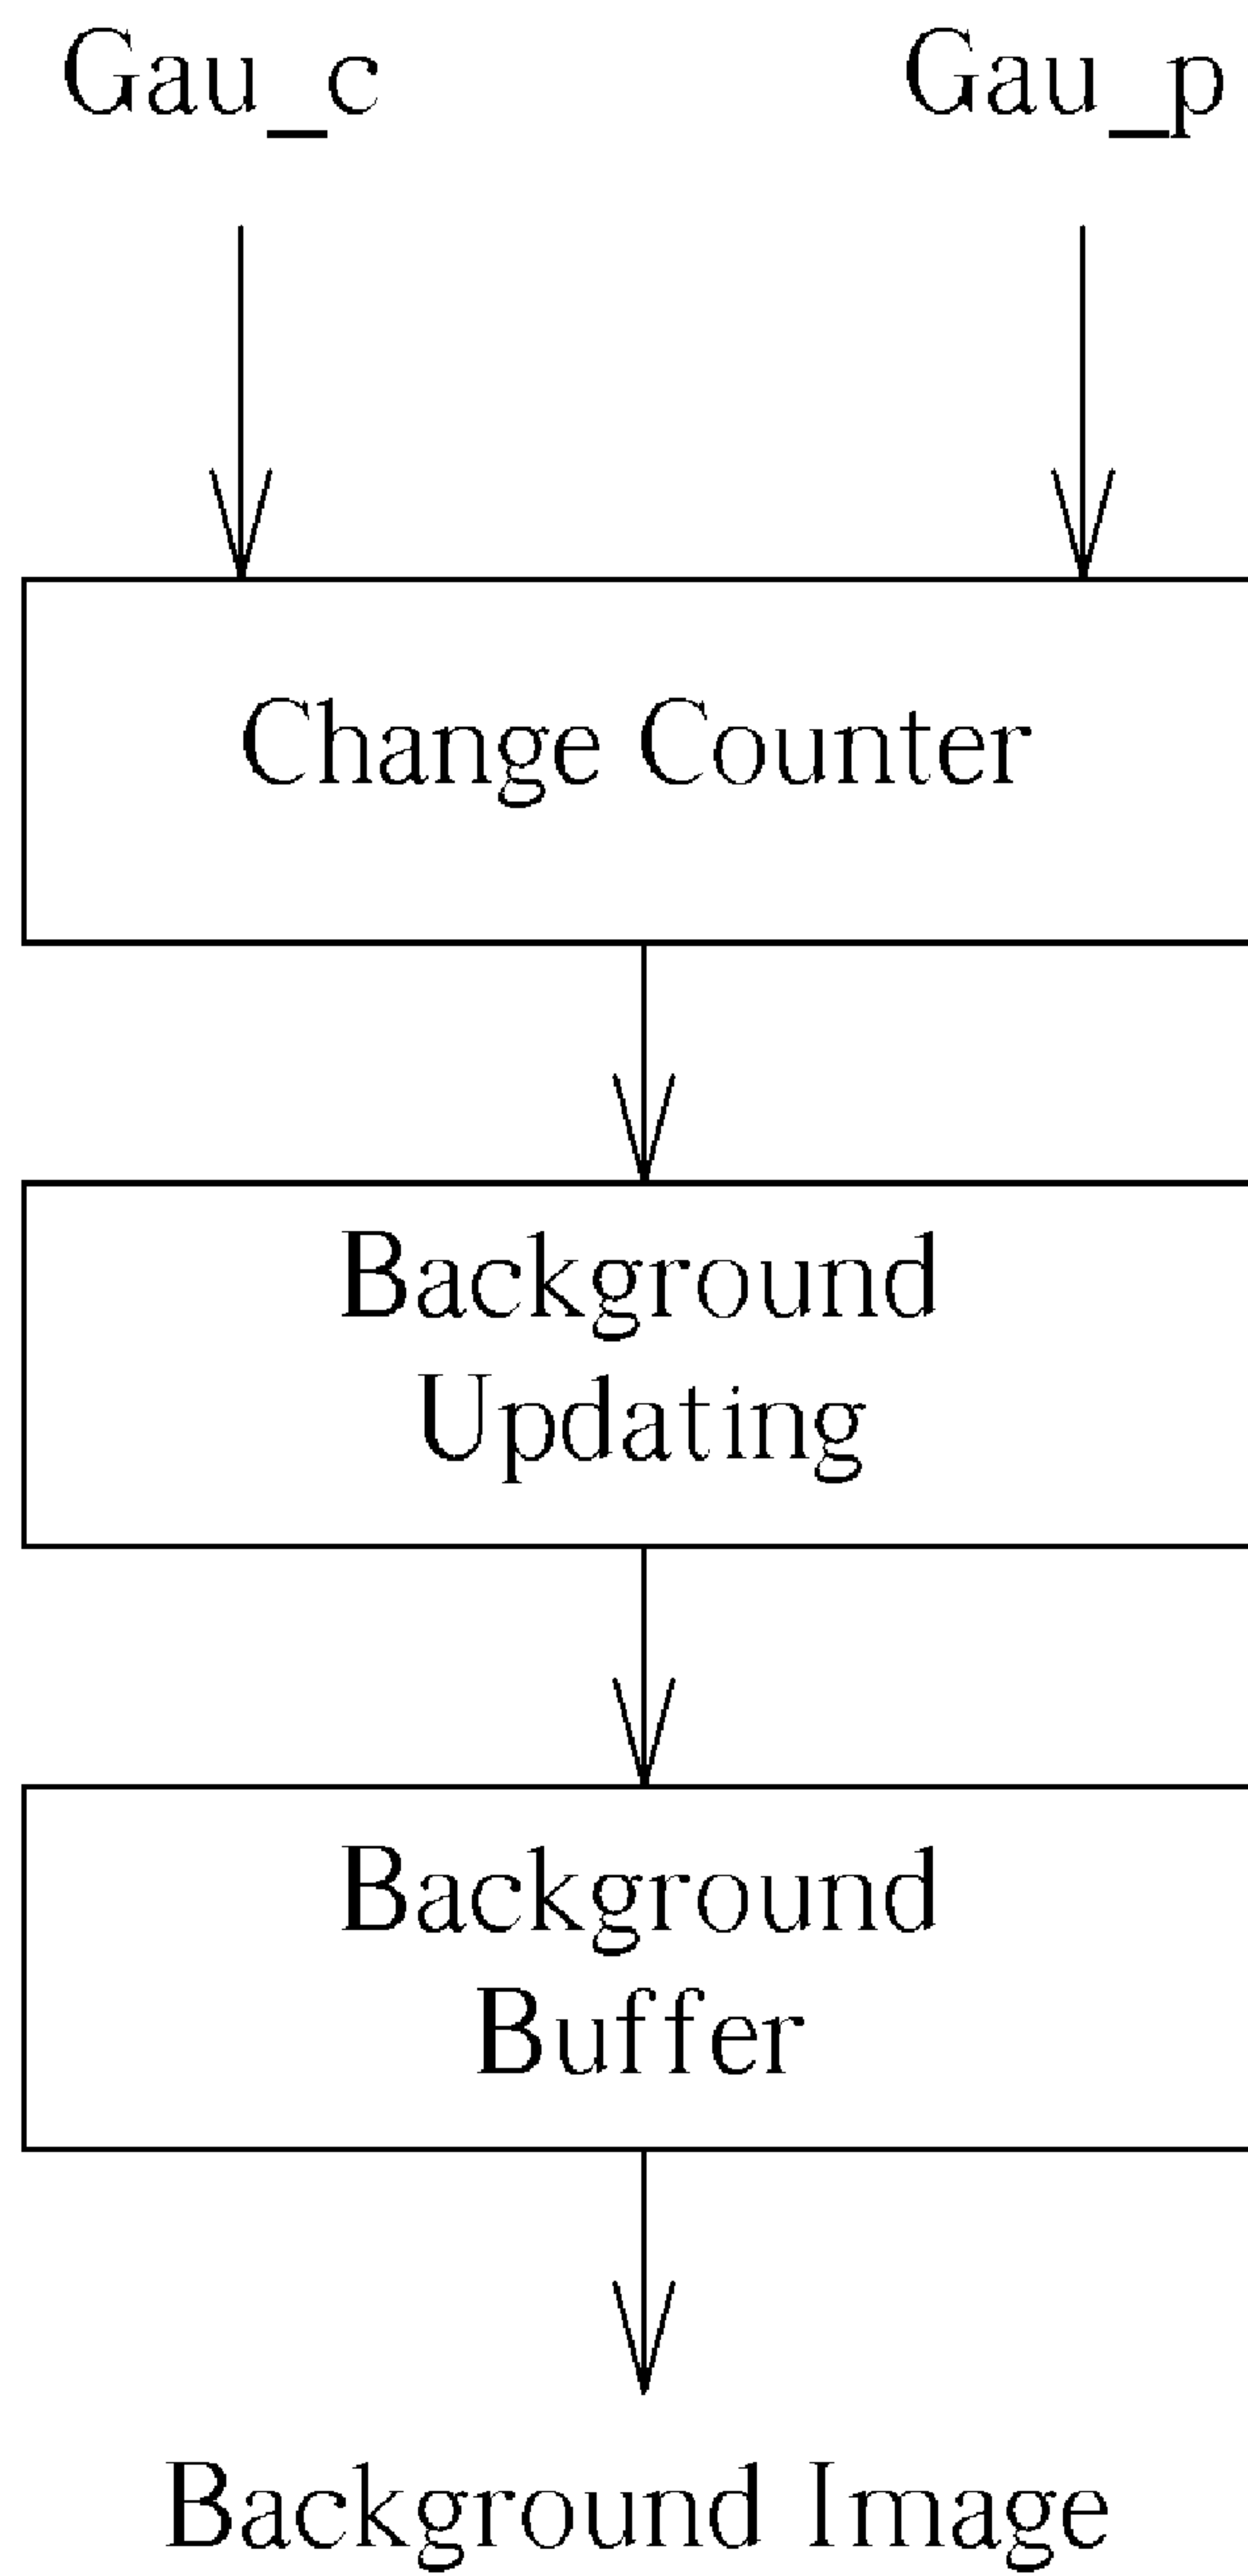 Gau_c
Gau_p
Change Counter
Background
Updating
Background
Buffer
Background Image